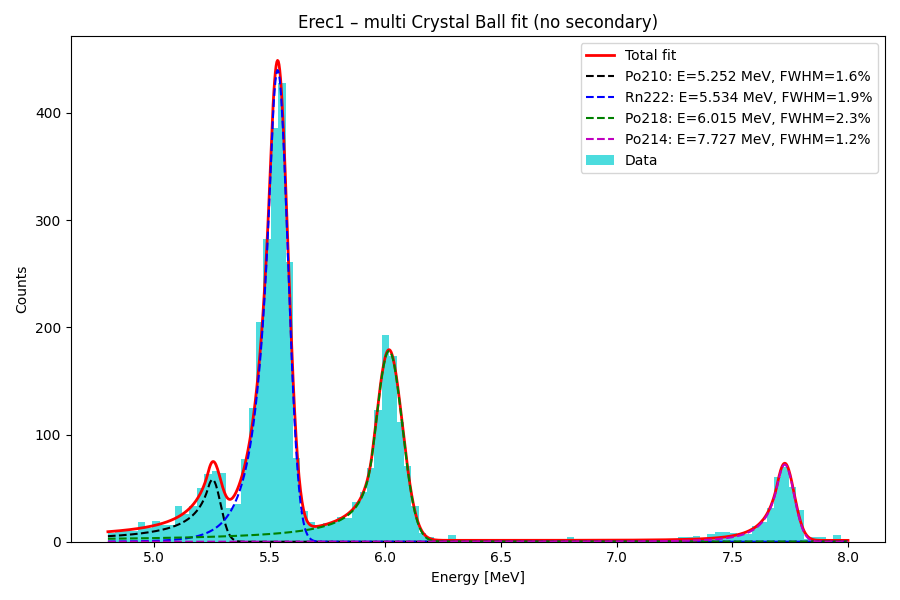 Erec1 – multi Crystal Ball fit (no secondary)
Total fit
Po210: E=5.252 MeV, FWHM=1.6%
Rn222: E=5.534 MeV, FWHM=1.9%
Po218: E=6.015 MeV, FWHM=2.3%
Po214: E=7.727 MeV, FWHM=1.2%
Data
Counts
400
300
200
100
0
5.0 5.5 6.0 6.5 7.0 7.5 8.0
Energy [MeV]